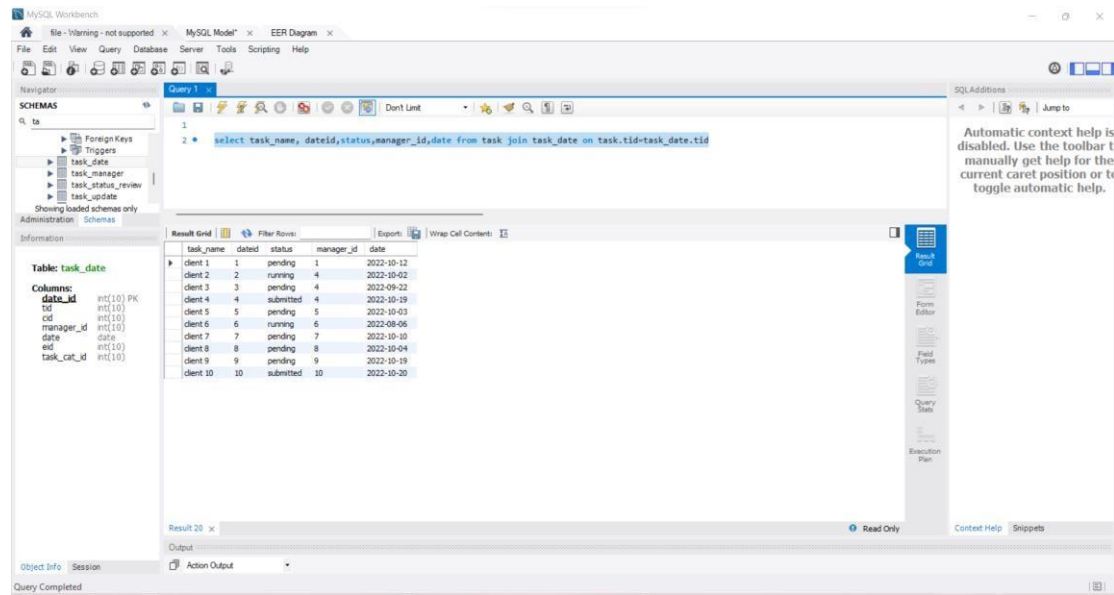 MySQL Workbench
file - Warning - not supported × MySQL Model* × EER Diagram ×
File Edit View Query Database Server Tools Scripting Help
Navigator
SCHEMAS
ta
Foreign Keys
Triggers
task_date
task_manager
task_status_review
task_update
Showing loaded schemas only
Administration Schemas
Information
Table: task_date
Columns:
date_id int(10) PK
tid int(10)
cid int(10)
manager_id int(10)
date date
eid int(10)
task_cat_id int(10)
Object Info Session
Query Completed
Query 1 ×
Don't Limit
1
2 select task_name, dateid,status,manager_id,date from task join task_date on task.tid=task_date.tid
Result Grid Filter Rows: Export: Wrap Cell Content:
task_name dateid status manager_id date
client 1 1 pending 1 2022-10-12
client 2 2 running 4 2022-10-02
client 3 3 pending 4 2022-09-22
client 4 4 submitted 4 2022-10-19
client 5 5 pending 5 2022-10-03
client 6 6 running 6 2022-08-06
client 7 7 pending 7 2022-10-10
client 8 8 pending 8 2022-10-04
client 9 9 pending 9 2022-10-19
client 10 10 submitted 10 2022-10-20
Result Grid
Form Editor
Field Types
Query Stats
Execution Plan
Result 20 × Read Only
Output
Action Output
SQLAdditions
Jump to
Automatic context help is
disabled. Use the toolbar t
manually get help for the
current caret position or to
toggle automatic help.
Context Help Snippets